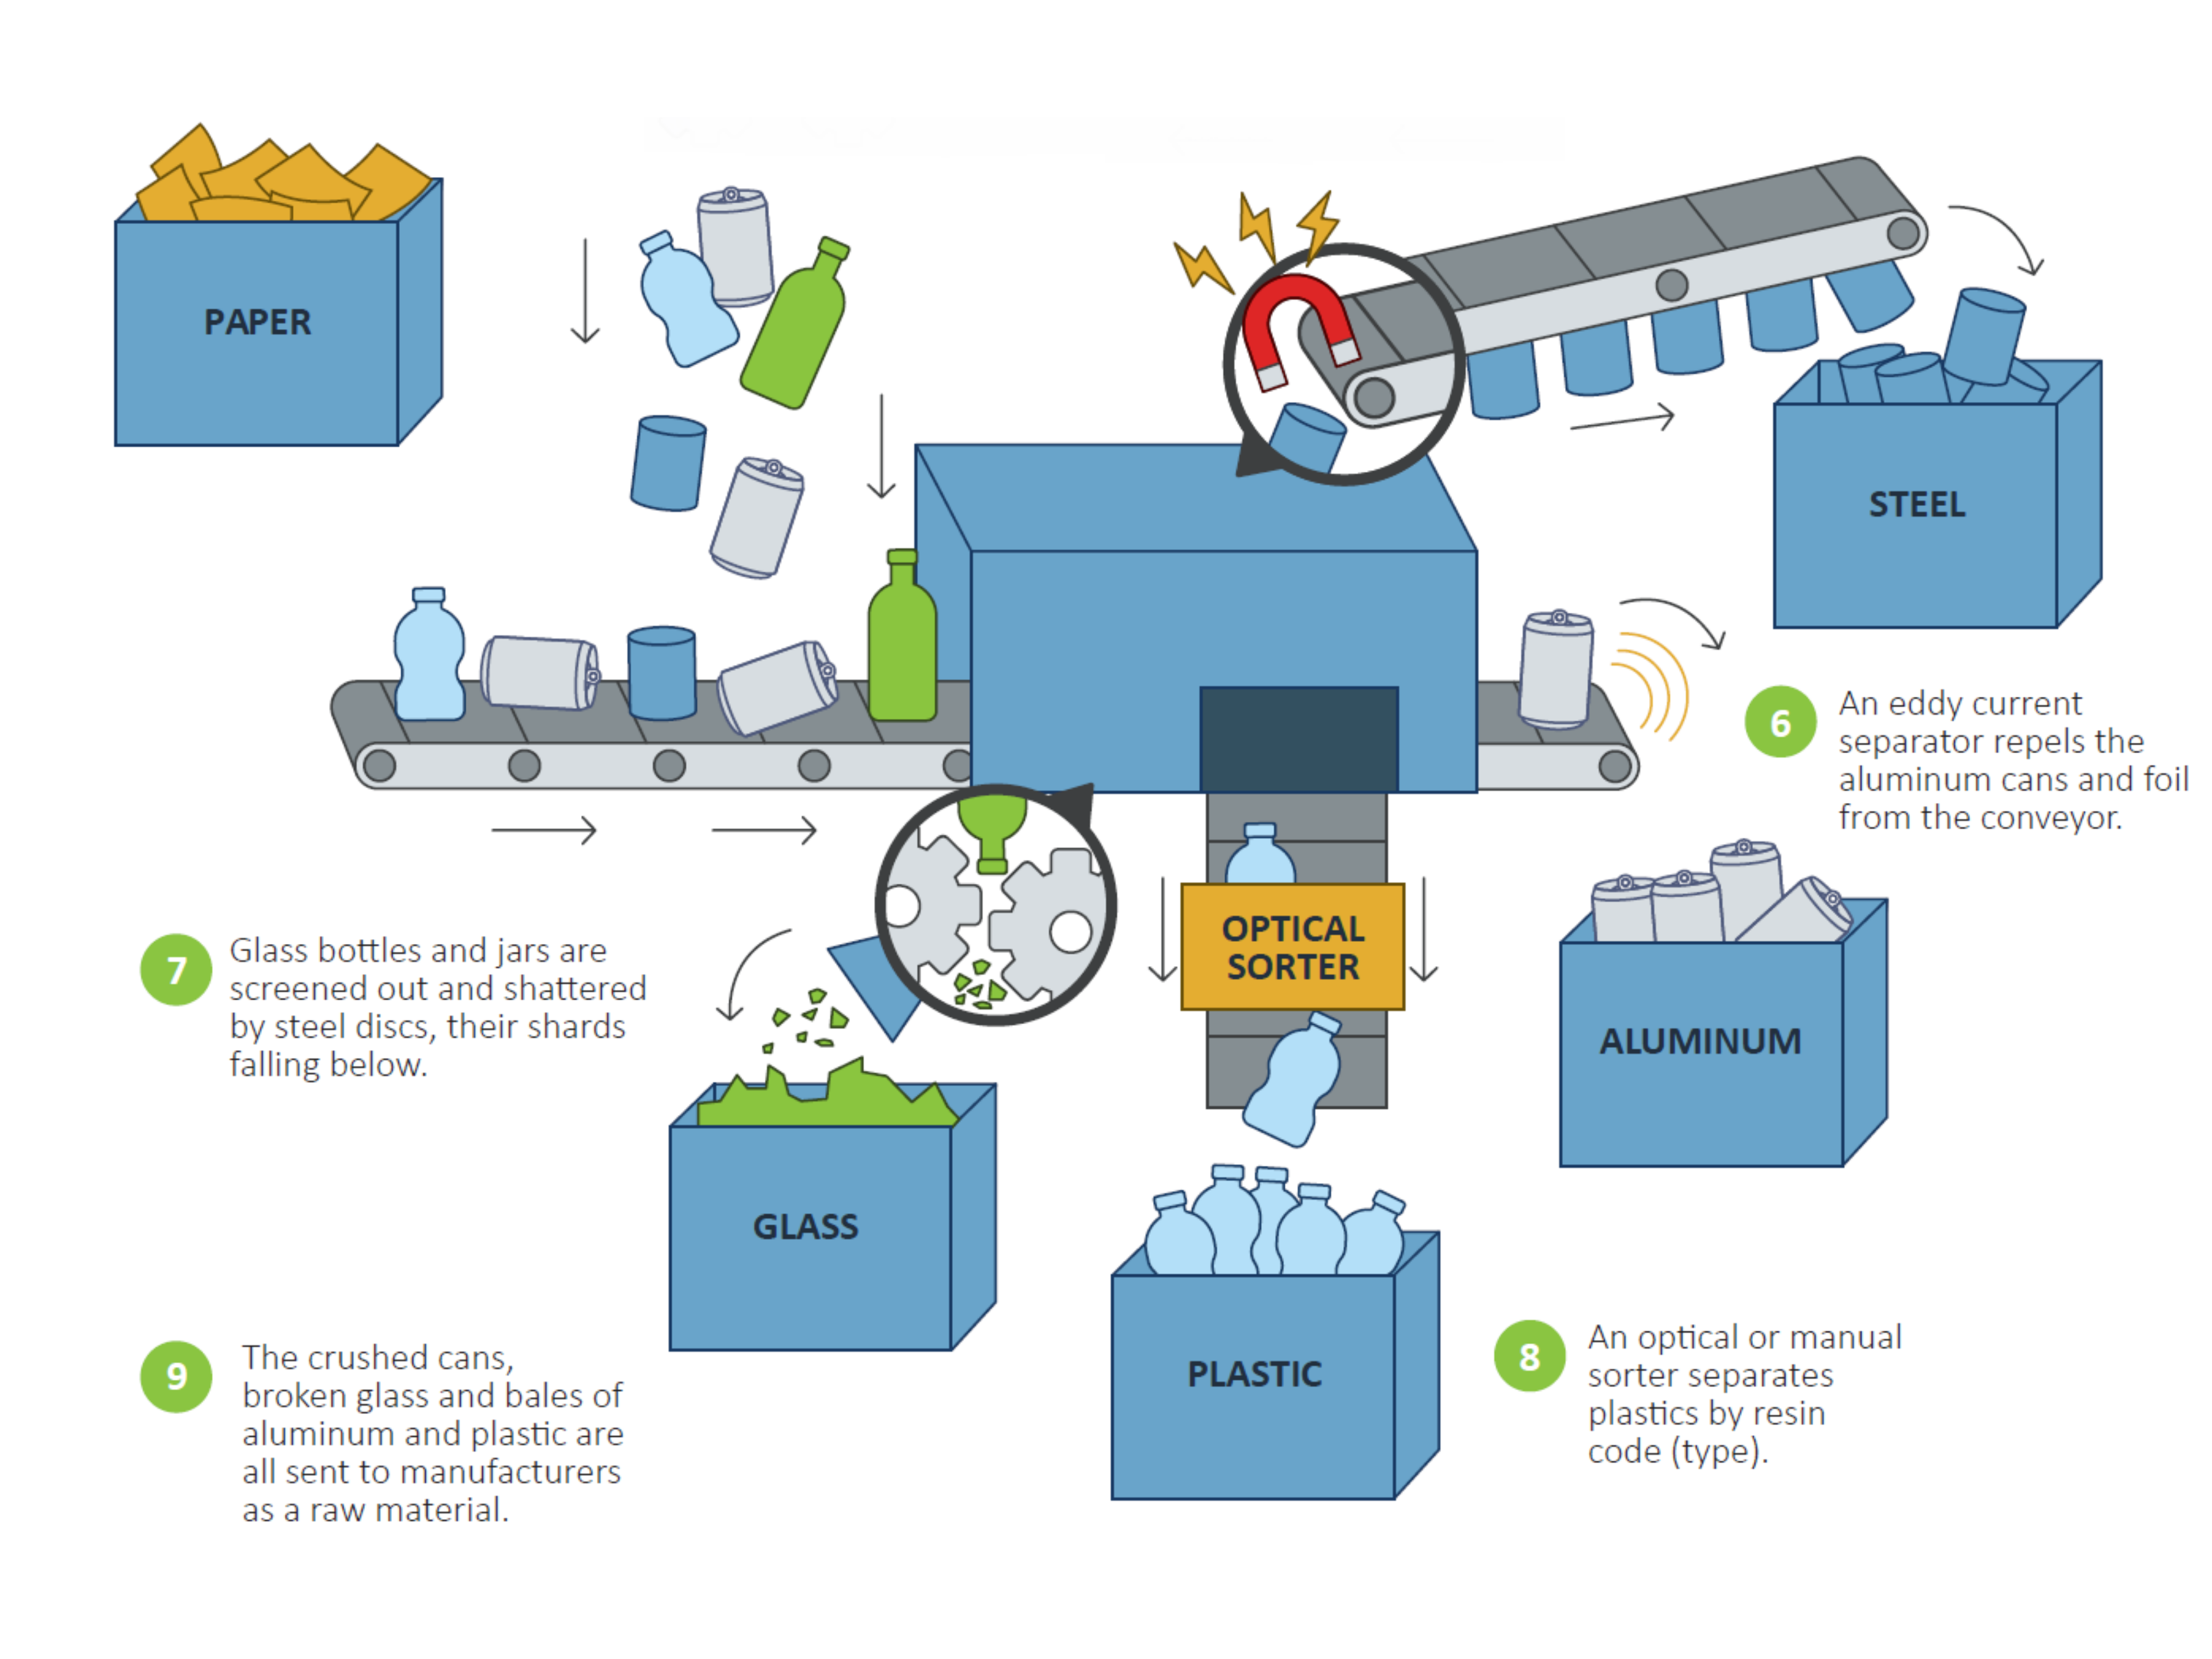 PAPER
STEEL
6
An eddy current
separator repels the
aluminum cans and foil
from the conveyor.
7
Glass bottles and jars are
screened out and shattered
by steel discs, their shards
falling below.
OPTICAL
SORTER
ALUMINUM
GLASS
PLASTIC
8
An optical or manual
sorter separates
plastics by resin
code (type).
9
The crushed cans,
broken glass and bales of
aluminum and plastic are
all sent to manufacturers
as a raw material.